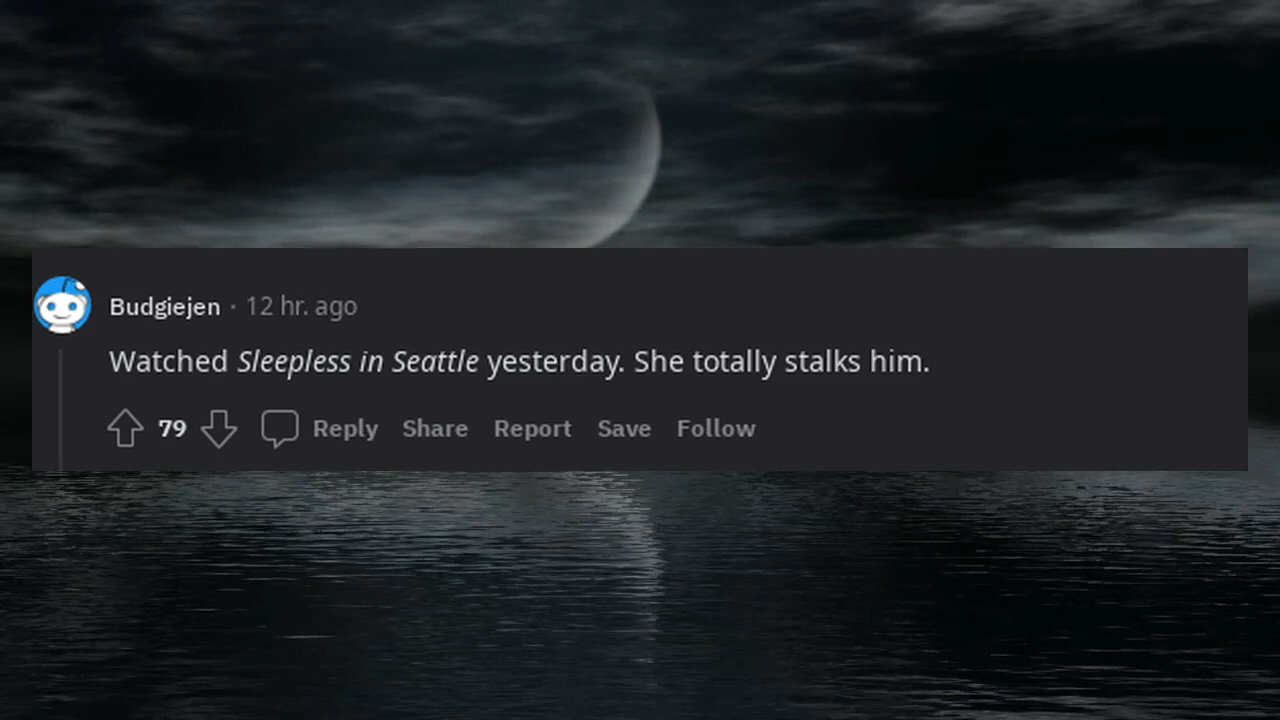 Budgiejen · 12 hr. ago
Watched Sleepless in Seattle yesterday. She totally stalks him.
79 Reply Share Report Save Follow